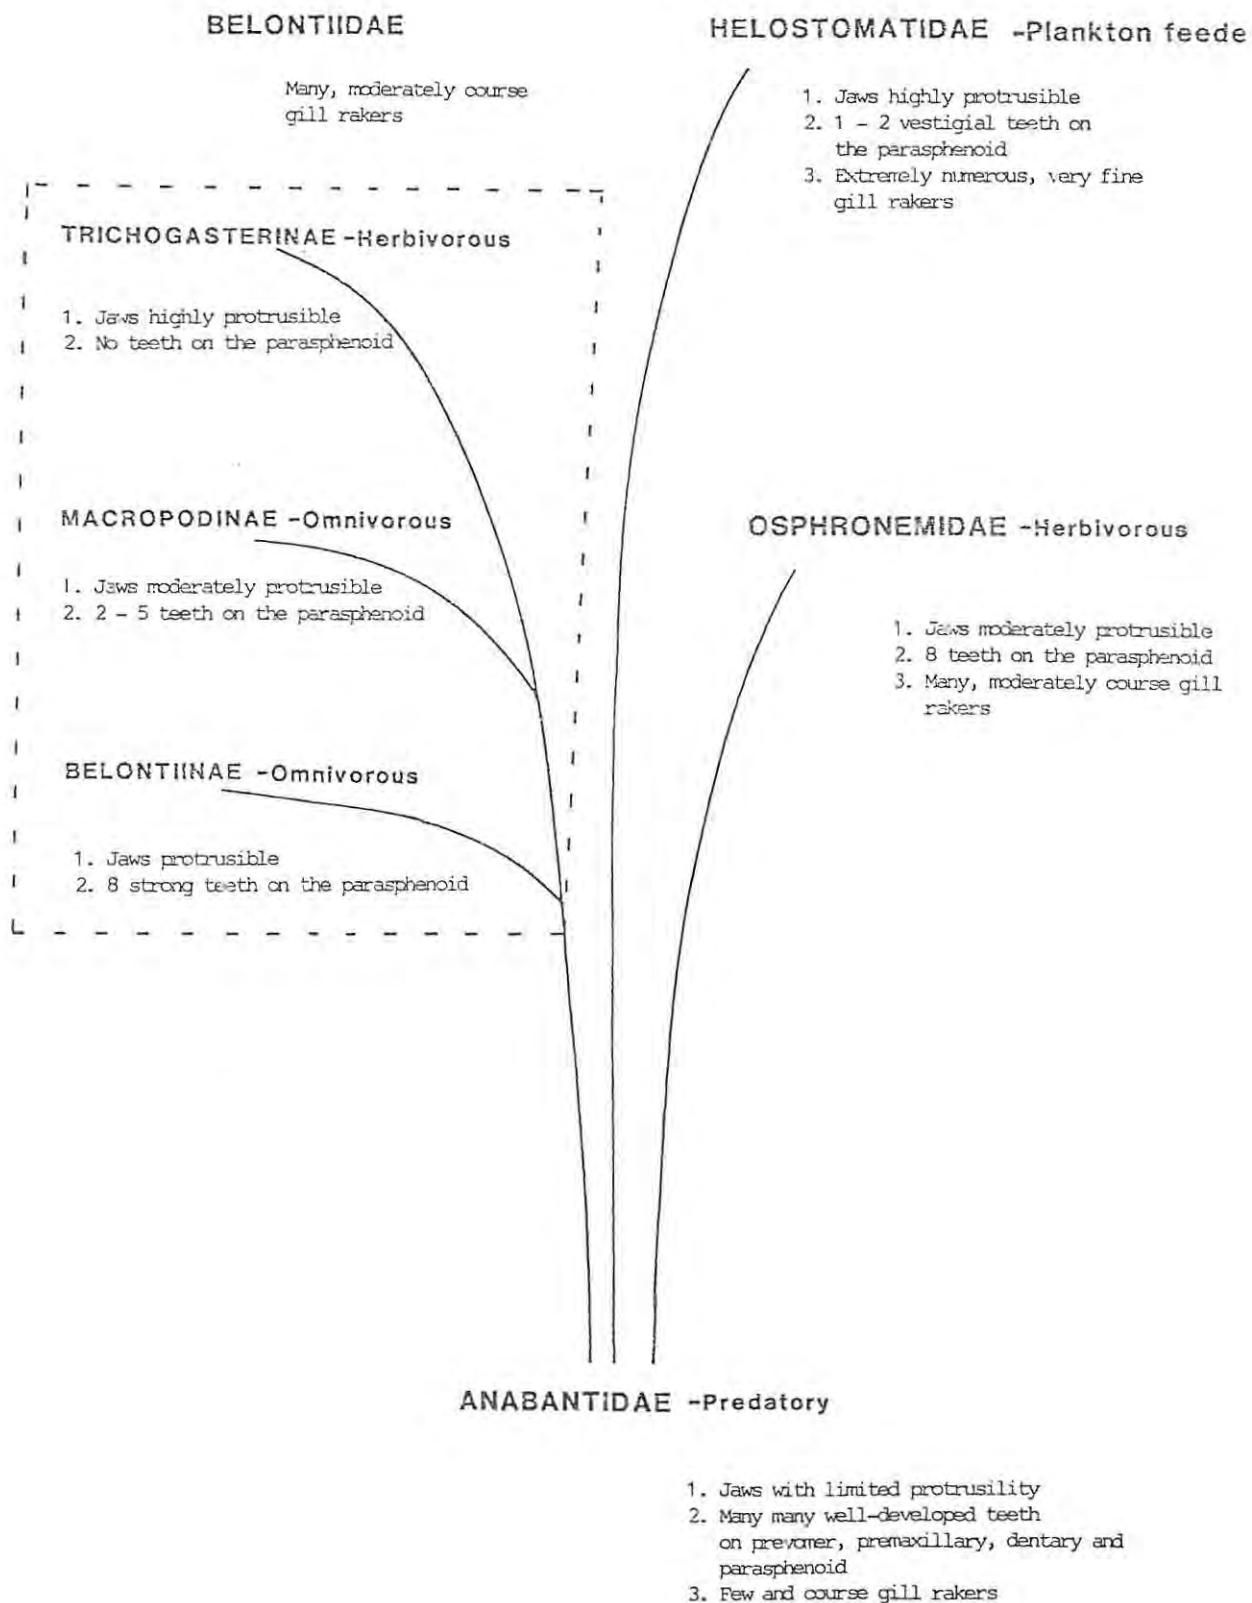 BELONTIIDAE
Many, moderately course
gill rakers
HELOSTOMATIDAE -Plankton feede
1. Jaws highly protrusible
2. 1 - 2 vestigial teeth on
the parasphenoid
3. Extremely numerous, very fine
gill rakers
TRICHOGASTERINAE -Herbivorous
1. Jaws highly protrusible
2. No teeth on the parasphenoid
MACROPODINAE -Omnivorous
1. Jaws moderately protrusible
2. 2 - 5 teeth on the parasphenoid
OSPHRONEMIDAE -Herbivorous
1. Jaws moderately protrusible
2. 8 teeth on the parasphenoid
3. Many, moderately course gill
rakers
BELONTIINAE -Omnivorous
1. Jaws protrusible
2. 8 strong teeth on the parasphenoid
ANABANTIDAE -Predatory
1. Jaws with limited protrusility
2. Many many well-developed teeth
on prevomer, premaxillary, dentary and
parasphenoid
3. Few and course gill rakers